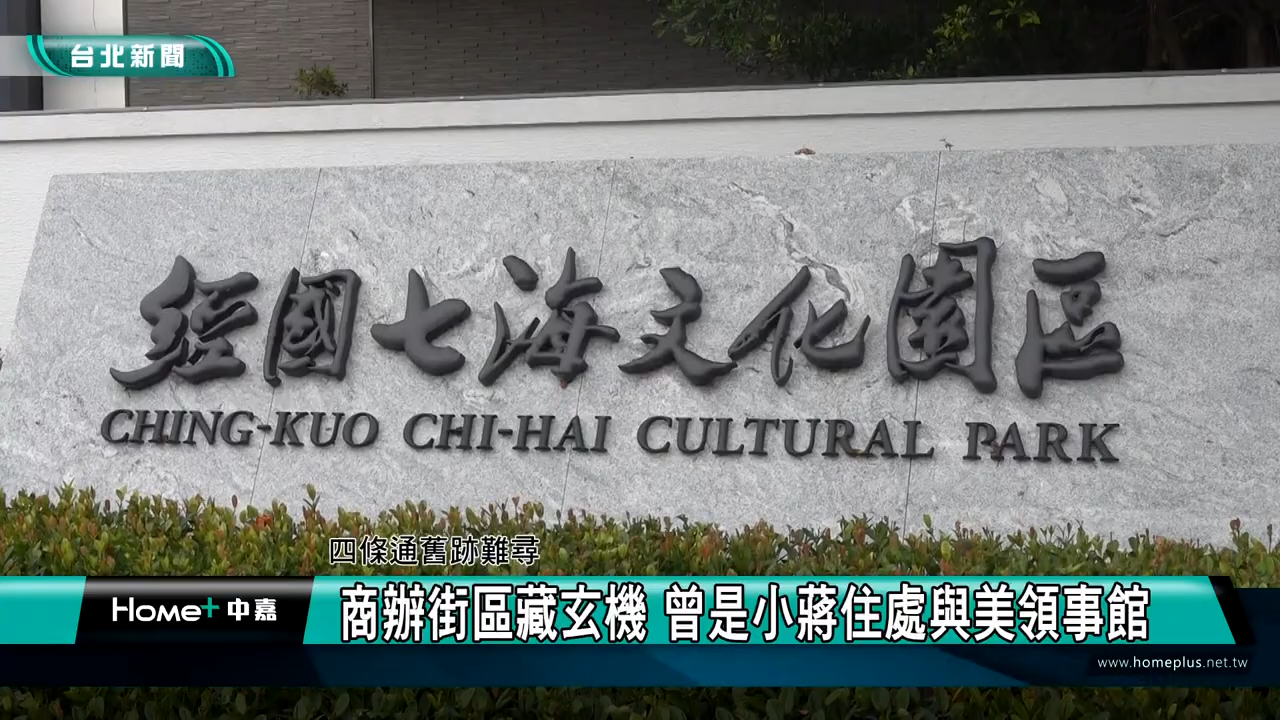 台北新聞
經國七海文化園區
CHING-KUO CHI-HAI CULTURAL PARK
四條通舊跡難尋
Home+中嘉
商辦街區藏玄機 曾是小蔣住處與美領事館
www.homeplus.net.tw